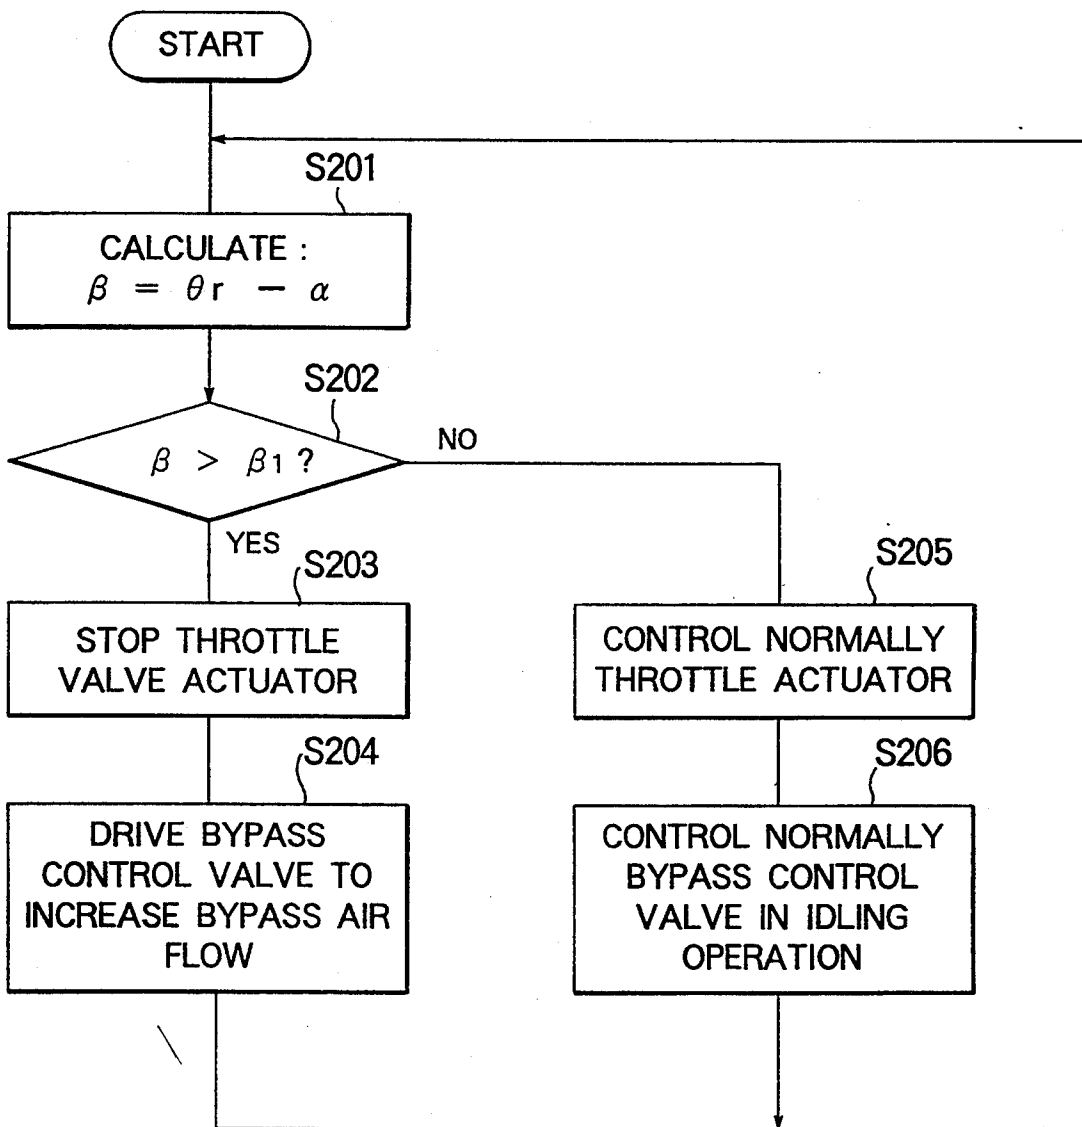 START
S201
CALCULATE :
β = θr − α
S202
β > β1 ?
NO
YES
S203
STOP THROTTLE
VALVE ACTUATOR
S204
DRIVE BYPASS
CONTROL VALVE TO
INCREASE BYPASS AIR
FLOW
S205
CONTROL NORMALLY
THROTTLE ACTUATOR
S206
CONTROL NORMALLY
BYPASS CONTROL
VALVE IN IDLING
OPERATION